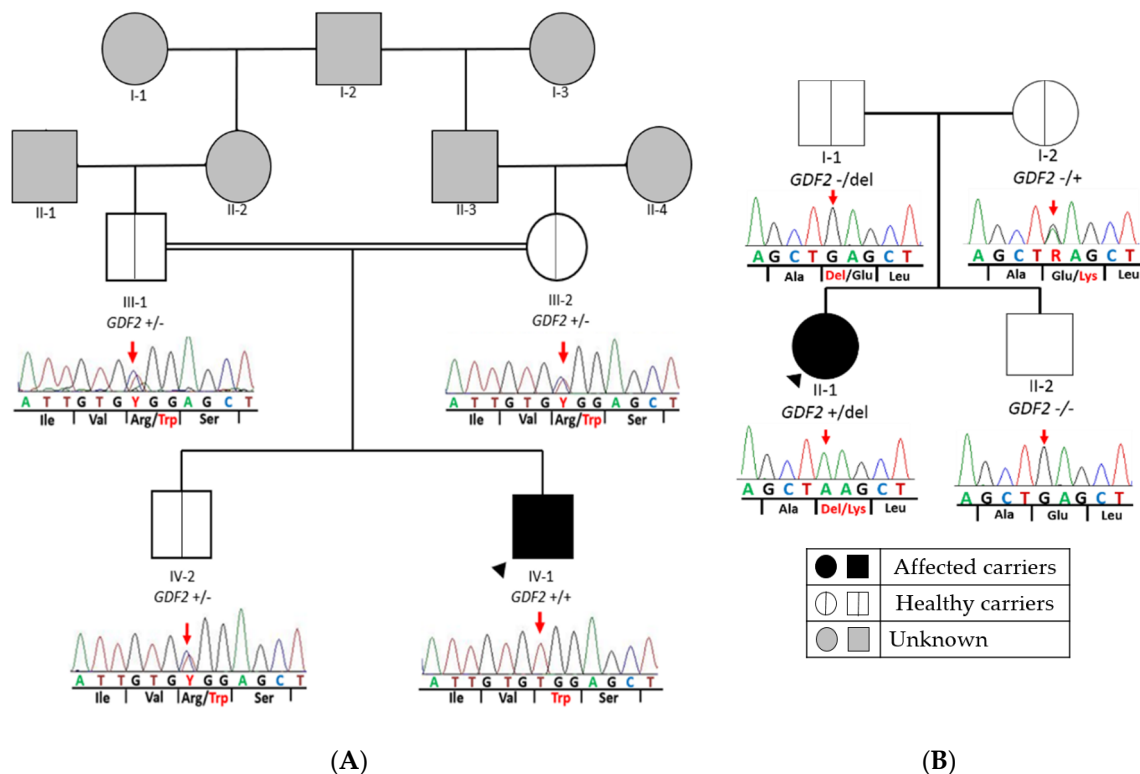 I-1
I-2
I-3
II-1
II-2
II-3
II-4
III-1
GDF2 +/-
III-2
GDF2 +/-
A T T G T G Y G G A G C T
Ile Val Arg/Trp Ser
A T T G T G Y G G A G C T
Ile Val Arg/Trp Ser
IV-2
GDF2 +/-
IV-1
GDF2 +/+
A T T G T G Y G G A G C T
Ile Val Arg/Trp Ser
A T T G T G T G G A G C T
Ile Val Trp Ser
(A)
I-1
GDF2 -/del
I-2
GDF2 -/+
A G C T G A G C T
Ala Del/Glu Leu
A G C T R A G C T
Ala Glu/Lys Leu
II-1
GDF2 +/del
II-2
GDF2 -/-
A G C T A A G C T
Ala Del/Lys Leu
A G C T G A G C T
Ala Glu Leu
Affected carriers
Healthy carriers
Unknown
(B)